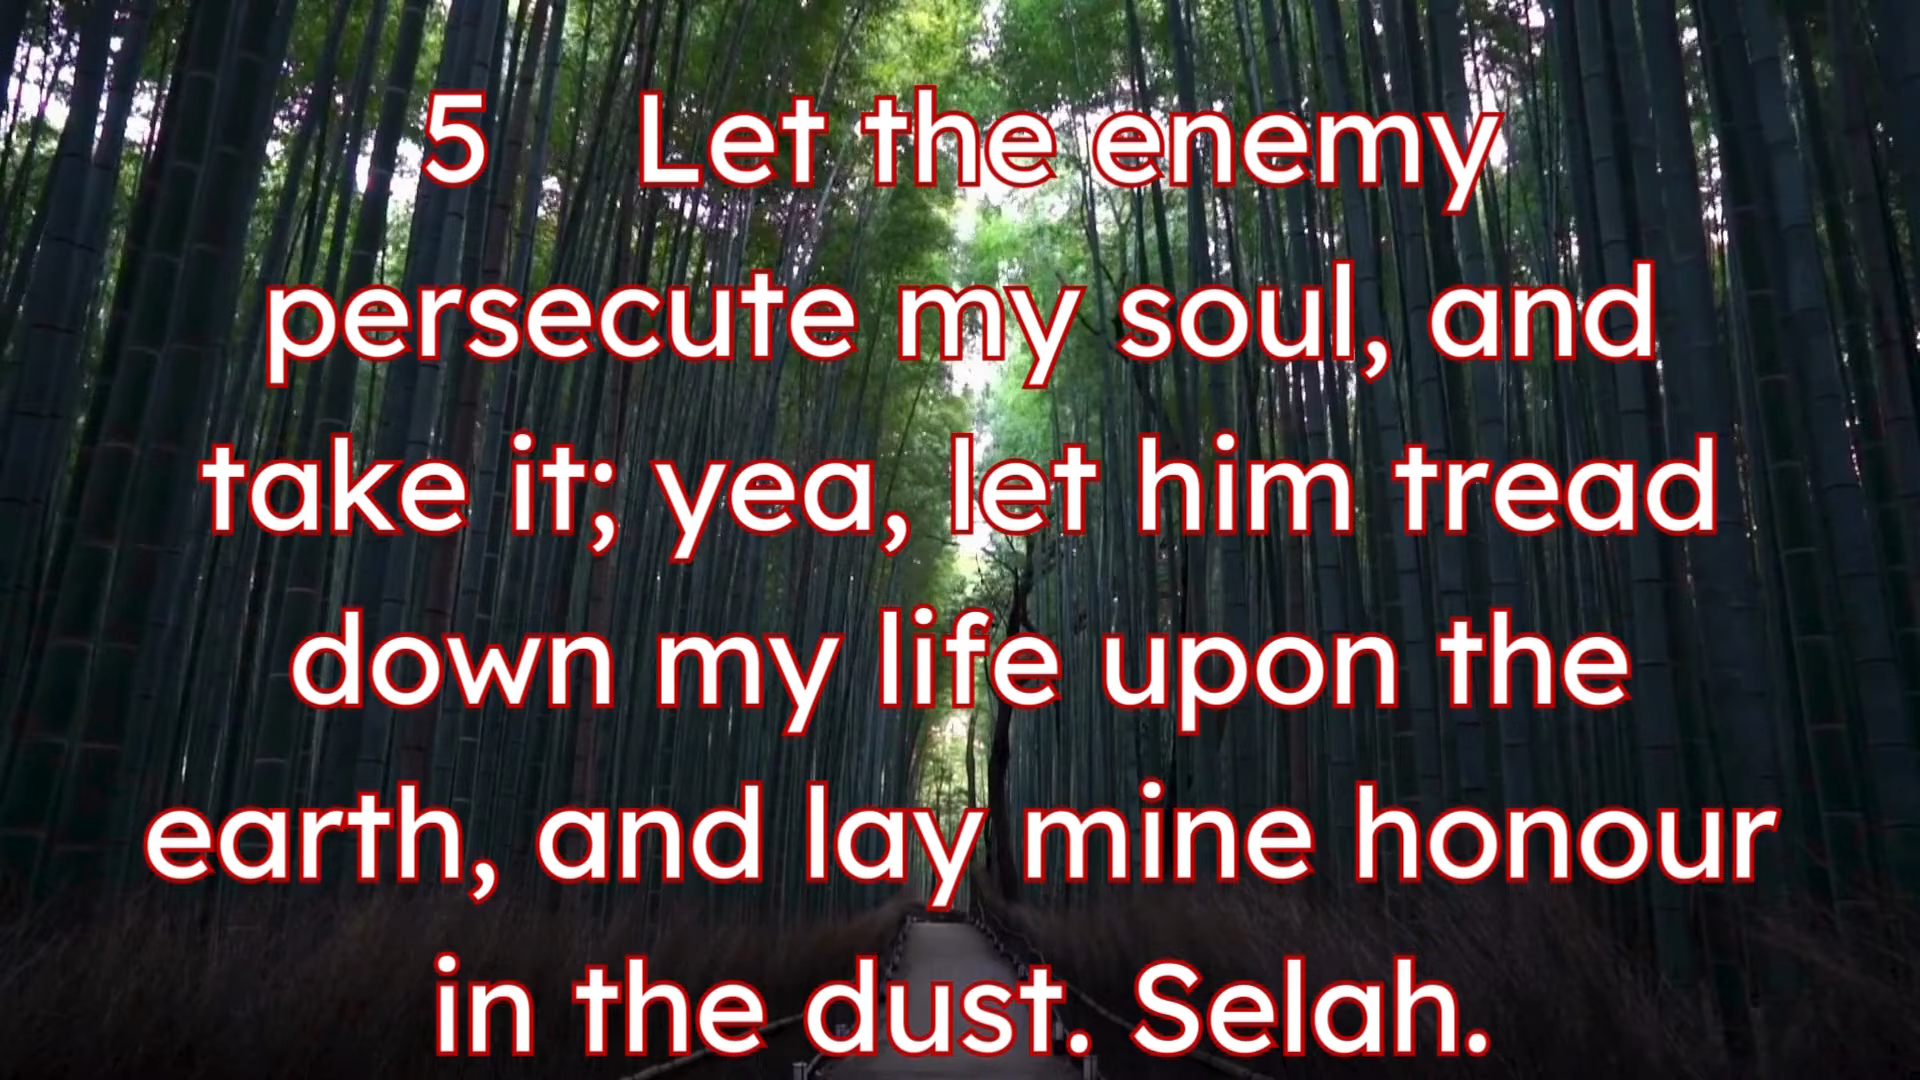 5 Let the enemy
persecute my soul, and
take it; yea, let him tread
down my life upon the
earth, and lay mine honour
in the dust. Selah.